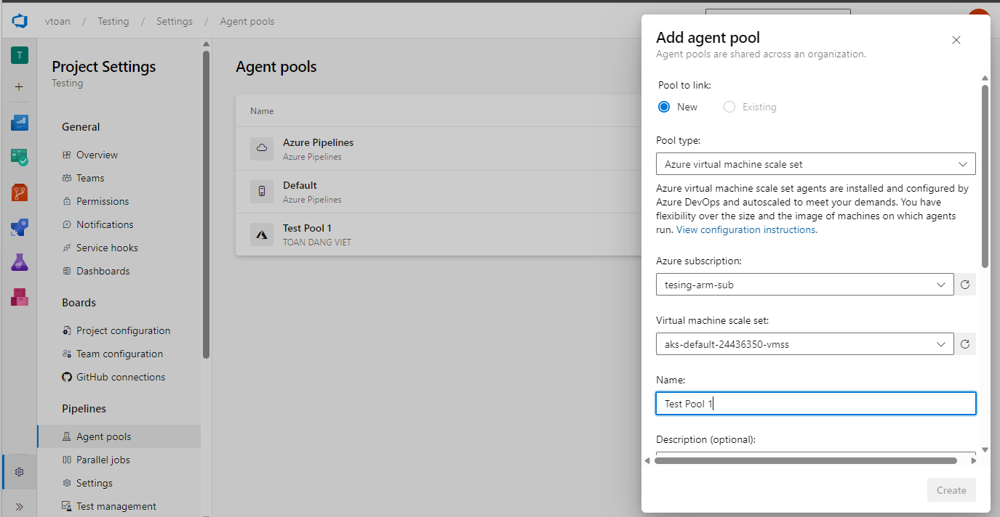 vtoan / Testing / Settings / Agent pools
T
Project Settings
Testing
General
Overview
Teams
Permissions
Notifications
Service hooks
Dashboards
Boards
Project configuration
Team configuration
GitHub connections
Pipelines
Agent pools
Parallel jobs
Settings
Test management
Agent pools
Name
Azure Pipelines
Azure Pipelines
Default
Azure Pipelines
Test Pool 1
TOAN DANG VIET
Add agent pool
Agent pools are shared across an organization.
Pool to link:
New
Existing
Pool type:
Azure virtual machine scale set
Azure virtual machine scale set agents are installed and configured by
Azure DevOps and autoscaled to meet your demands. You have
flexibility over the size and the image of machines on which agents
run. View configuration instructions.
Azure subscription:
tesing-arm-sub
Virtual machine scale set:
aks-default-24436350-vmss
Name:
Test Pool 1
Description (optional):
Create